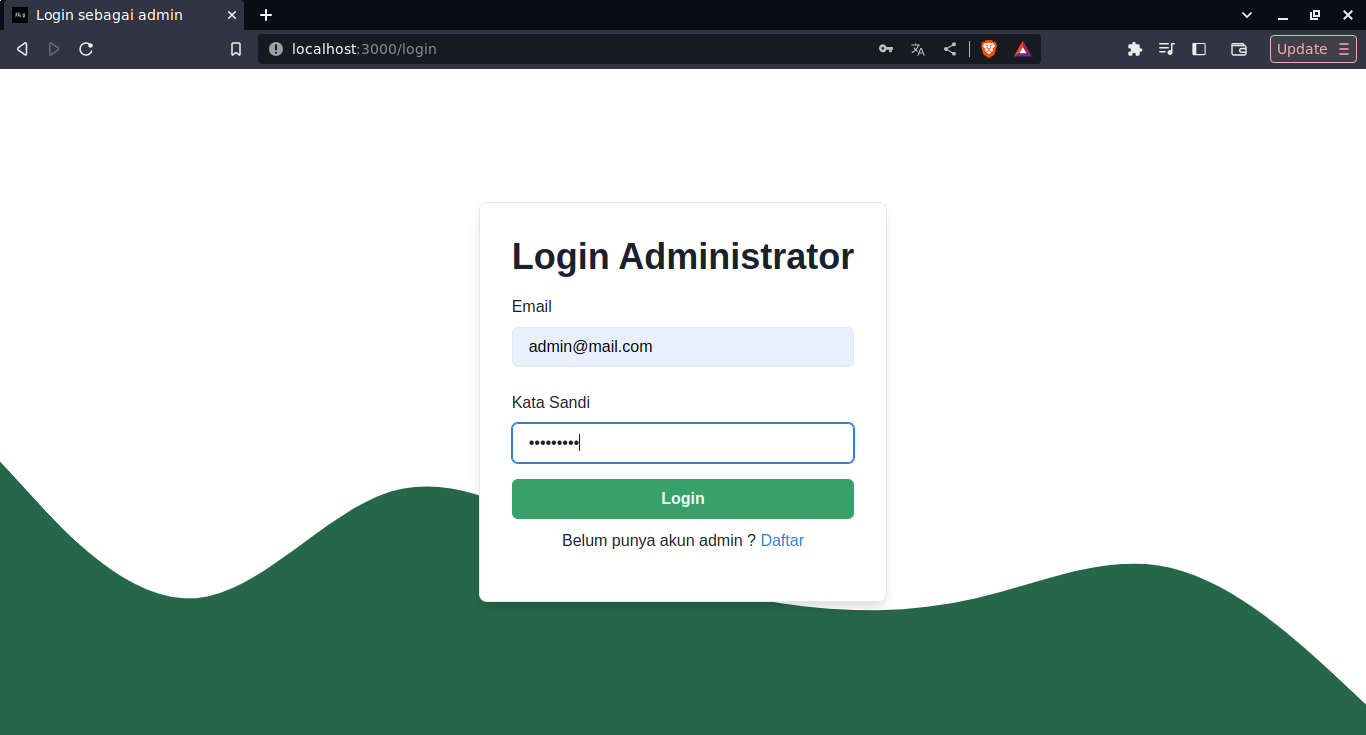 Login sebagai admin
localhost:3000/login
Update
Login Administrator
Email
admin@mail.com
Kata Sandi
•••••••••
Login
Belum punya akun admin ? Daftar